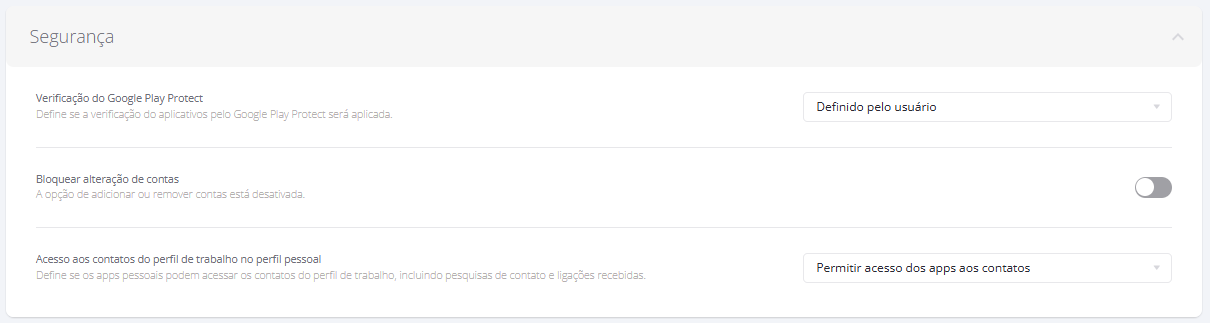 Segurança
Verificação do Google Play Protect
Define se a verificação do aplicativos pelo Google Play Protect será aplicada.
Definido pelo usuário
Bloquear alteração de contas
A opção de adicionar ou remover contas está desativada.
Acesso aos contatos do perfil de trabalho no perfil pessoal
Define se os apps pessoais podem acessar os contatos do perfil de trabalho, incluindo pesquisas de contato e ligações recebidas.
Permitir acesso dos apps aos contatos